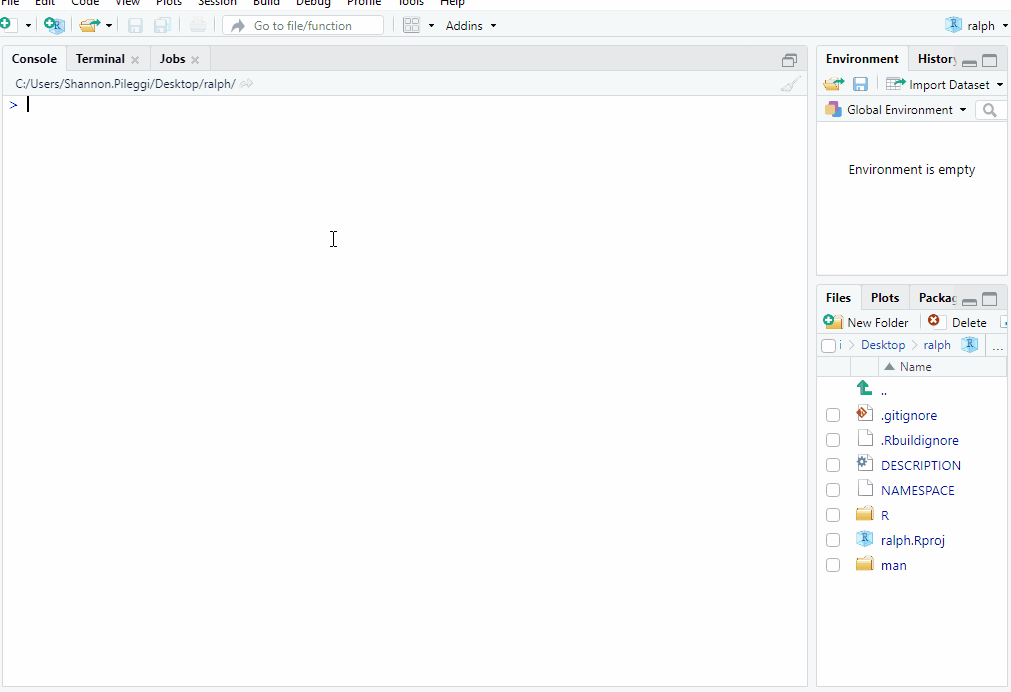 File Edit Code View Plots Session Build Debug Profile Tools Help
Go to file/function Addins ralph
Console Terminal Jobs
C:/Users/Shannon.Pileggi/Desktop/ralph/
>
Environment History
Import Dataset
Global Environment
Environment is empty
Files Plots Packag
New Folder Delete
Desktop ralph ...
Name
..
.gitignore
.Rbuildignore
DESCRIPTION
NAMESPACE
R
ralph.Rproj
man